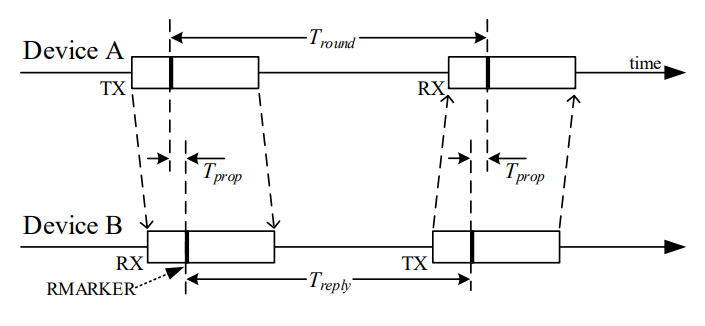 Device A
T_round
time
TX
RX
T_prop
T_prop
Device B
RX
TX
T_reply
RMARKER